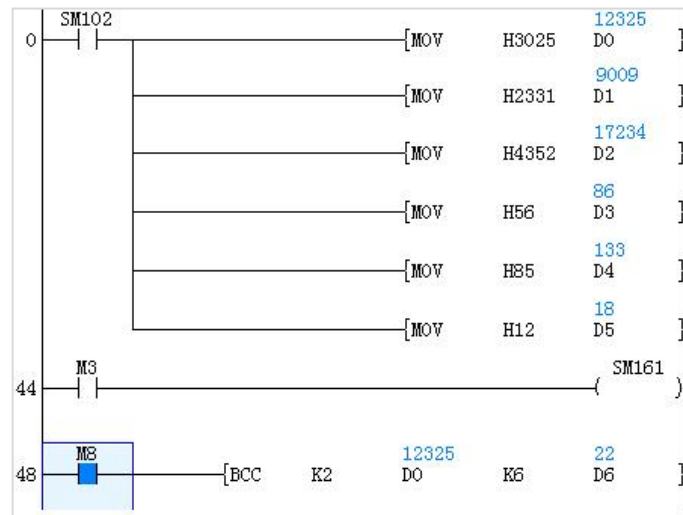 SM102 12325
0 MOV H3025 D0
9009
MOV H2331 D1
17234
MOV H4352 D2
86
MOV H56 D3
133
MOV H85 D4
18
MOV H12 D5
M3 SM161
44
M8 12325 22
48 BCC K2 D0 K6 D6